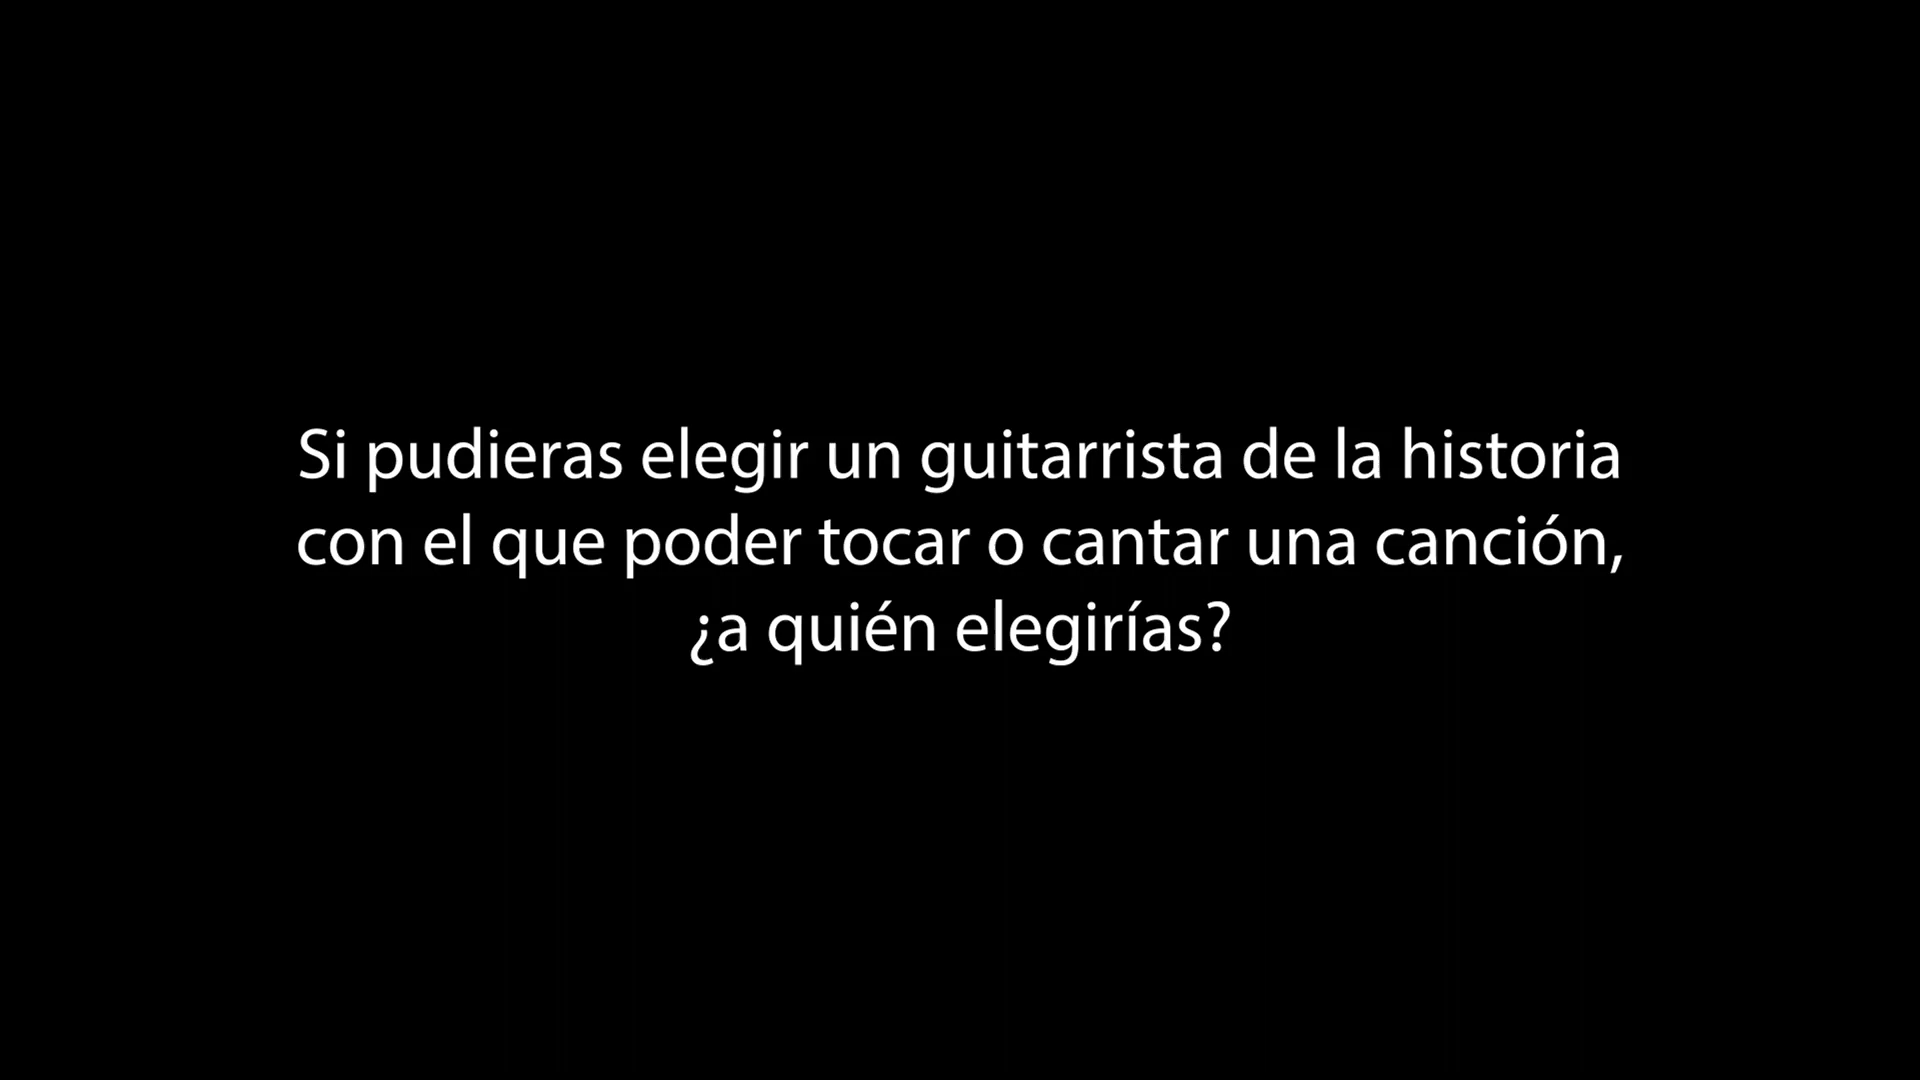 Si pudieras elegir un guitarrista de la historia
con el que poder tocar o cantar una canción,
¿a quién elegirías?